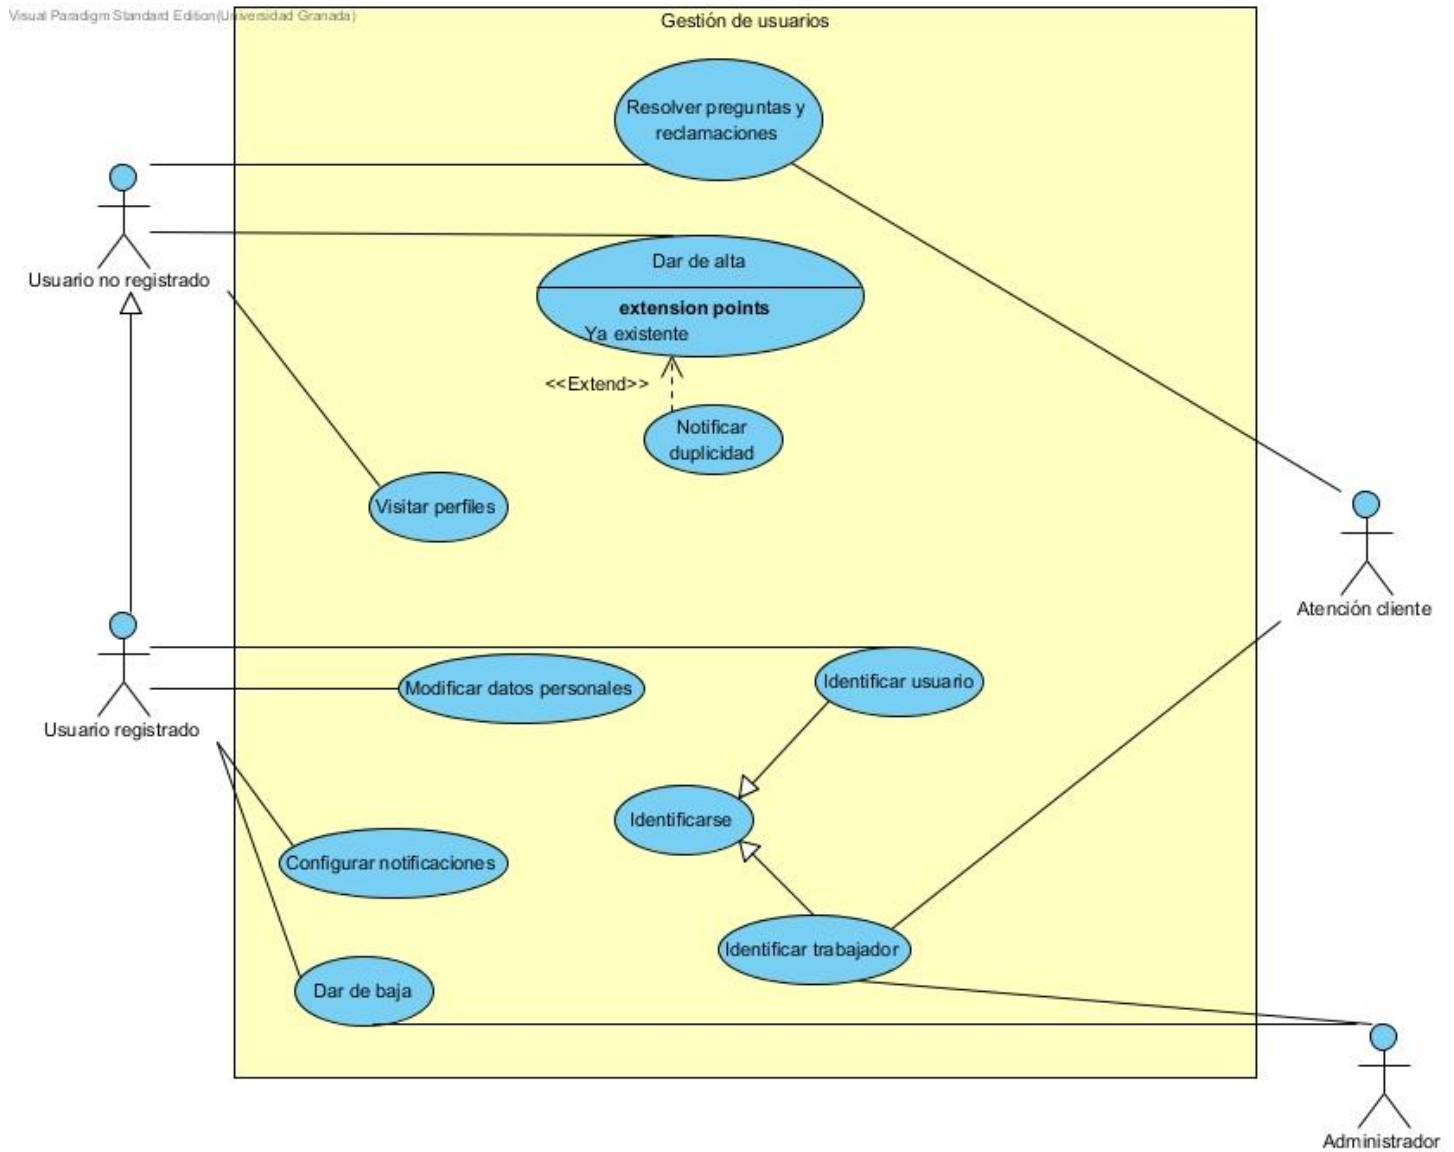 Visual Paradigm Standard Edition(Universidad Granada)
Gestión de usuarios
Resolver preguntas y
reclamaciones
Usuario no registrado
Dar de alta
extension points
Ya existente
<<Extend>>
Notificar
duplicidad
Visitar perfiles
Atención cliente
Usuario registrado
Modificar datos personales
Identificar usuario
Identificarse
Configurar notificaciones
Identificar trabajador
Dar de baja
Administrador